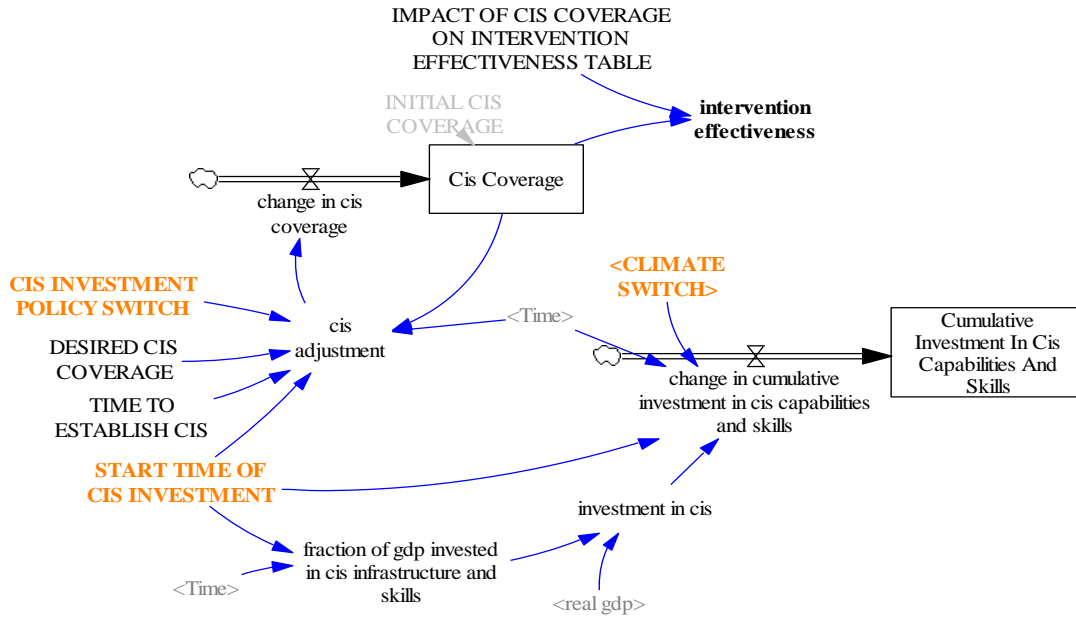 IMPACT OF CIS COVERAGE
ON INTERVENTION
EFFECTIVENESS TABLE
INITIAL CIS
COVERAGE
intervention
effectiveness
Cis Coverage
change in cis
coverage
CIS INVESTMENT
POLICY SWITCH
<CLIMATE
SWITCH>
cis
adjustment
<Time>
DESIRED CIS
COVERAGE
Cumulative
Investment In Cis
Capabilities And
Skills
TIME TO
ESTABLISH CIS
change in cumulative
investment in cis capabilities
and skills
START TIME OF
CIS INVESTMENT
investment in cis
fraction of gdp invested
in cis infrastructure and
skills
<Time>
<real gdp>